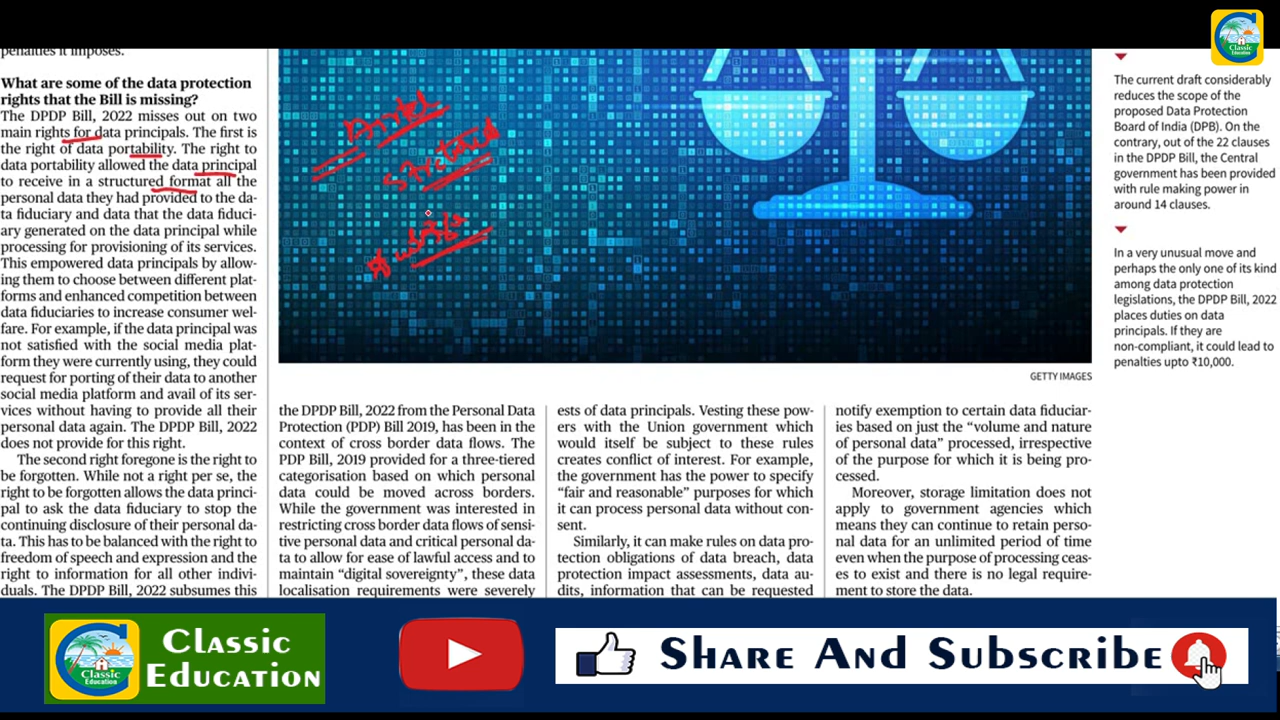 Classic
Education
penalties it imposes.
What are some of the data protection
rights that the Bill is missing?
The DPDP Bill, 2022 misses out on two
main rights for data principals. The first is
the right of data portability. The right to
data portability allowed the data principal
to receive in a structured format all the
personal data they had provided to the da-
ta fiduciary and data that the data fiduci-
ary generated on the data principal while
processing for provisioning of its services.
This empowered data principals by allow-
ing them to choose between different plat-
forms and enhanced competition between
data fiduciaries to increase consumer wel-
fare. For example, if the data principal was
not satisfied with the social media plat-
form they were currently using, they could
request for porting of their data to another
social media platform and avail of its ser-
vices without having to provide all their
personal data again. The DPDP Bill, 2022
does not provide for this right.
The second right foregone is the right to
be forgotten. While not a right per se, the
right to be forgotten allows the data princi-
pal to ask the data fiduciary to stop the
continuing disclosure of their personal da-
ta. This has to be balanced with the right to
freedom of speech and expression and the
right to information for all other indivi-
duals. The DPDP Bill, 2022 subsumes this
structured
GETTY IMAGES
the DPDP Bill, 2022 from the Personal Data
Protection (PDP) Bill 2019, has been in the
context of cross border data flows. The
PDP Bill, 2019 provided for a three-tiered
categorisation based on which personal
data could be moved across borders.
While the government was interested in
restricting cross border data flows of sensi-
tive personal data and critical personal da-
ta to allow for ease of lawful access and to
maintain “digital sovereignty”, these data
localisation requirements were severely
ests of data principals. Vesting these pow-
ers with the Union government which
would itself be subject to these rules
creates conflict of interest. For example,
the government has the power to specify
“fair and reasonable” purposes for which
it can process personal data without con-
sent.
Similarly, it can make rules on data pro-
tection obligations of data breach, data
protection impact assessments, data au-
dits, information that can be requested
notify exemption to certain data fiduciar-
ies based on just the “volume and nature
of personal data” processed, irrespective
of the purpose for which it is being pro-
cessed.
Moreover, storage limitation does not
apply to government agencies which
means they can continue to retain perso-
nal data for an unlimited period of time
even when the purpose of processing ceas-
es to exist and there is no legal require-
ment to store the data.
The current draft considerably
reduces the scope of the
proposed Data Protection
Board of India (DPB). On the
contrary, out of the 22 clauses
in the DPDP Bill, the Central
government has been provided
with rule making power in
around 14 clauses.
In a very unusual move and
perhaps the only one of its kind
among data protection
legislations, the DPDP Bill, 2022
places duties on data
principals. If they are
non-compliant, it could lead to
penalties upto ₹10,000.
Classic
Education
Classic
Education
Share And Subscribe